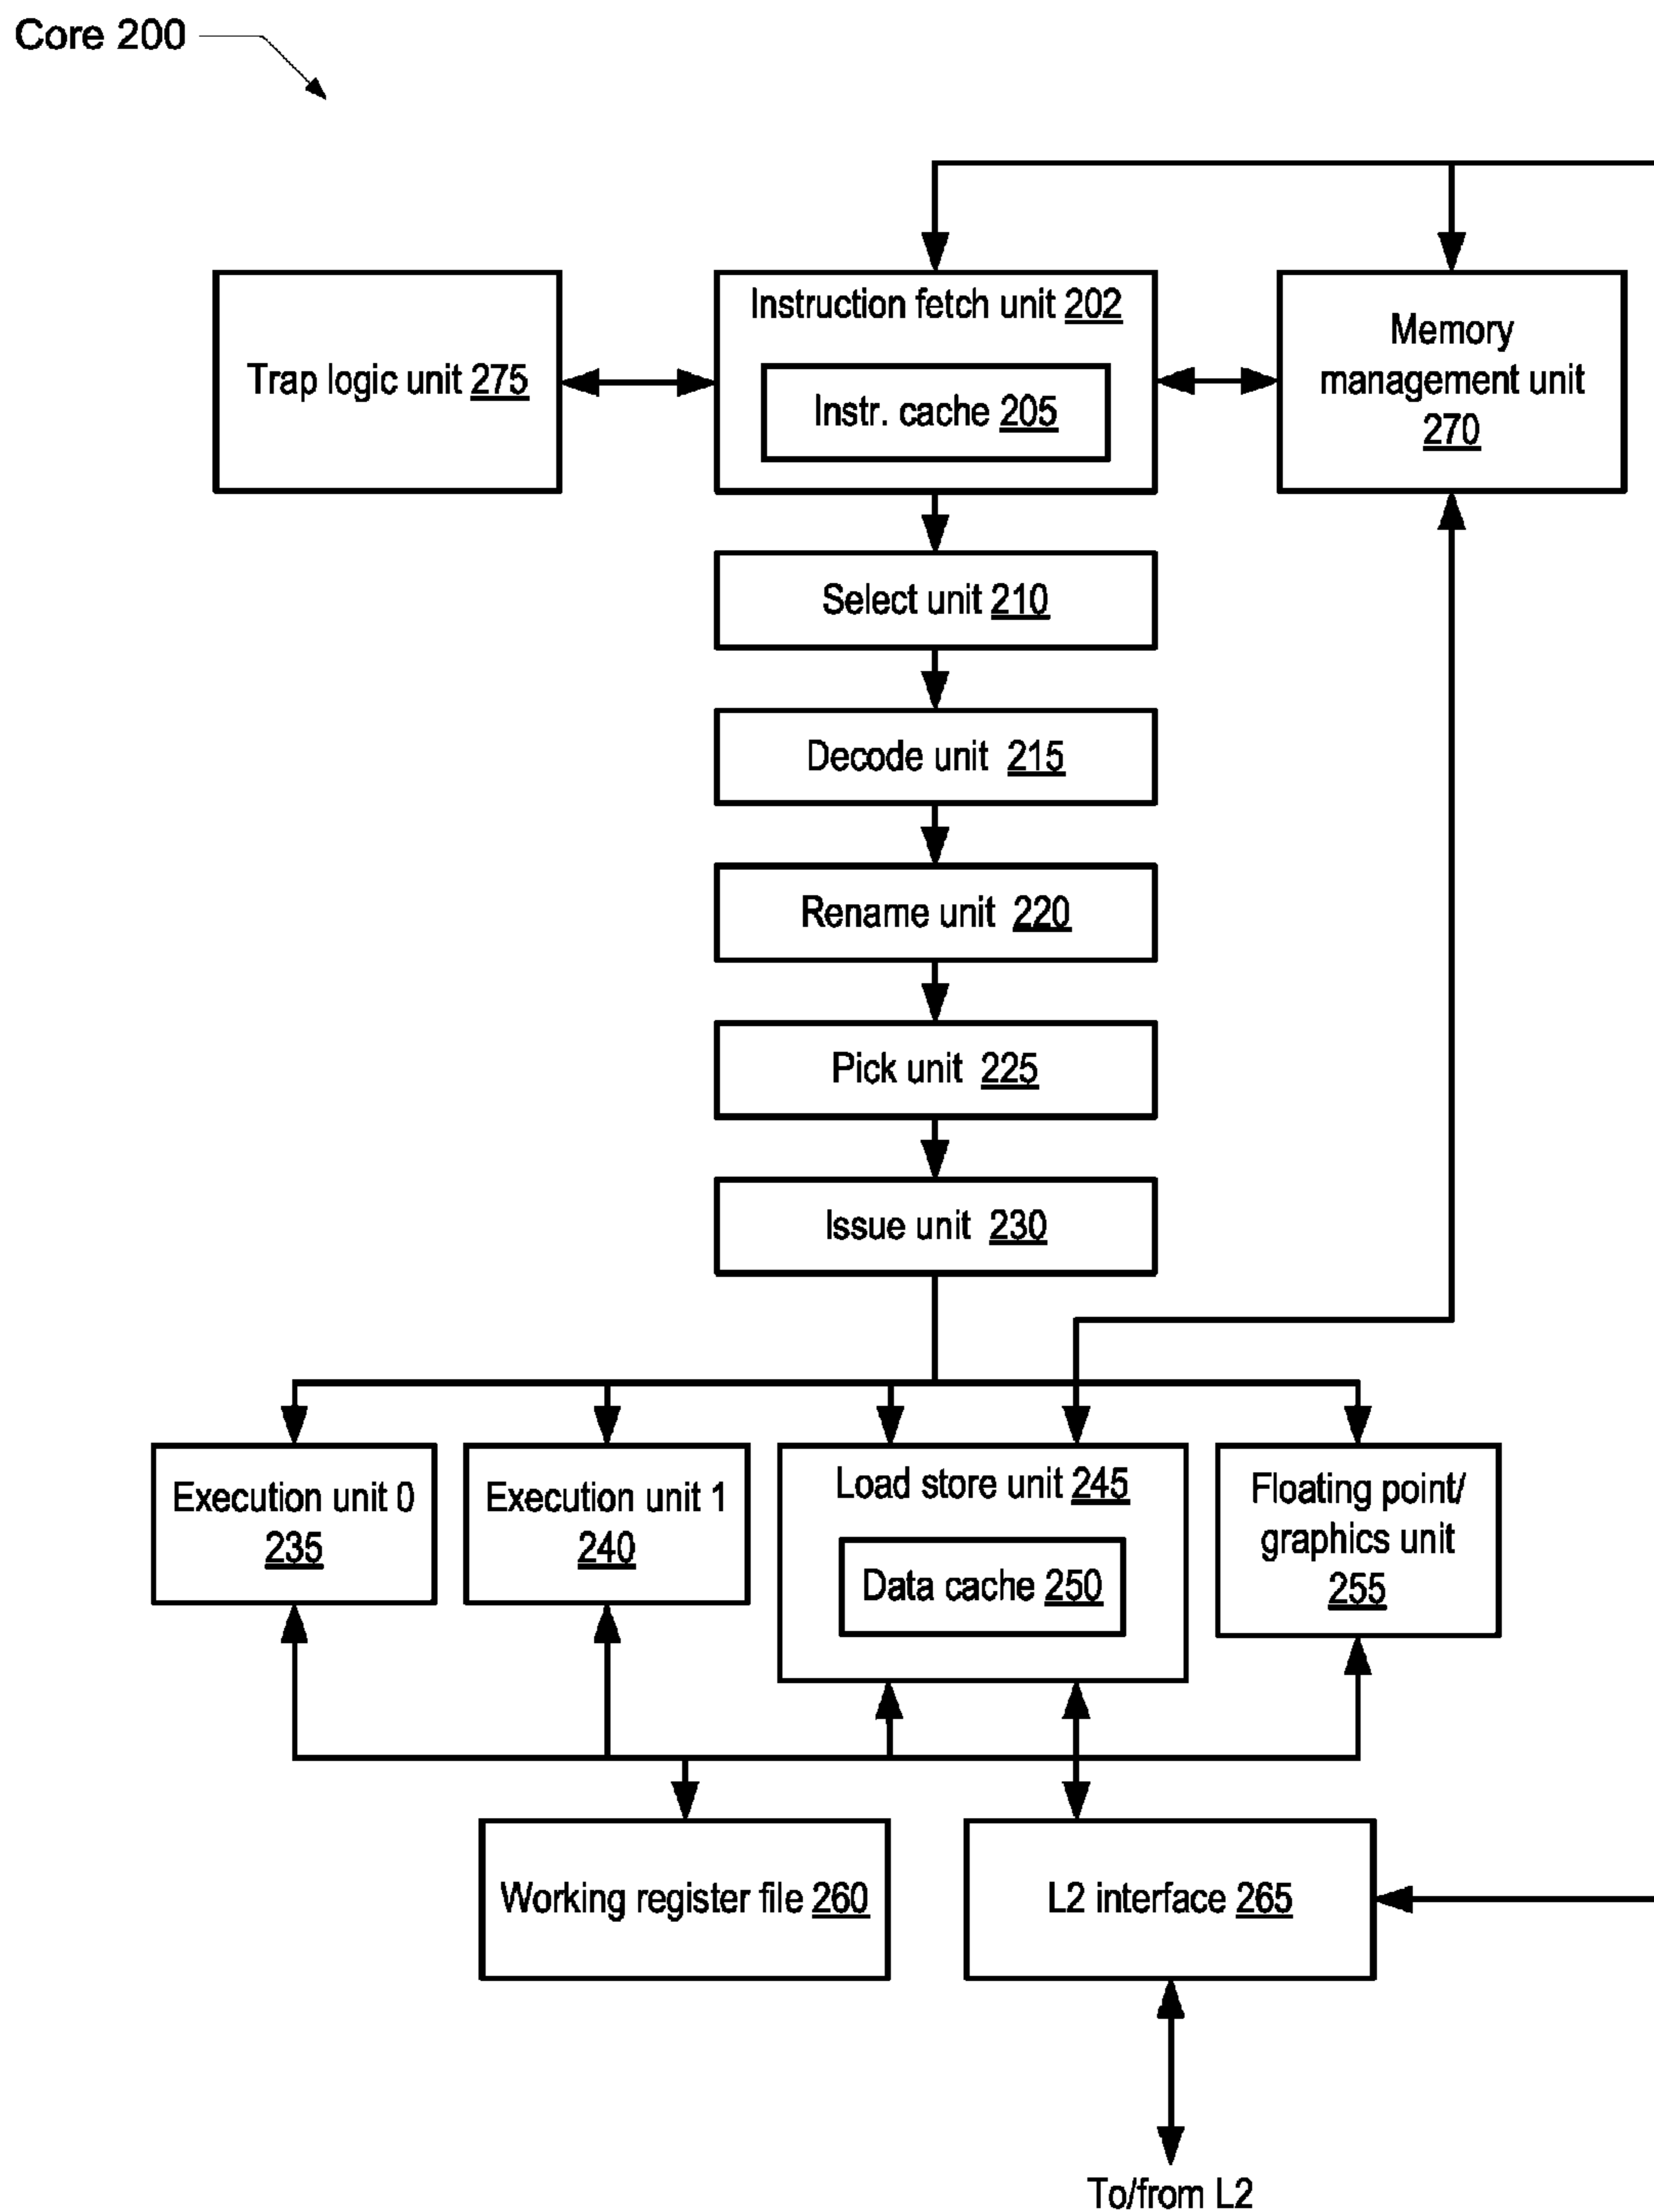 Core 200
Instruction fetch unit 202
Instr. cache 205
Trap logic unit 275
Memory
management unit
270
Select unit 210
Decode unit 215
Rename unit 220
Pick unit 225
Issue unit 230
Execution unit 0
235
Execution unit 1
240
Load store unit 245
Data cache 250
Floating point/
graphics unit
255
Working register file 260
L2 interface 265
To/from L2